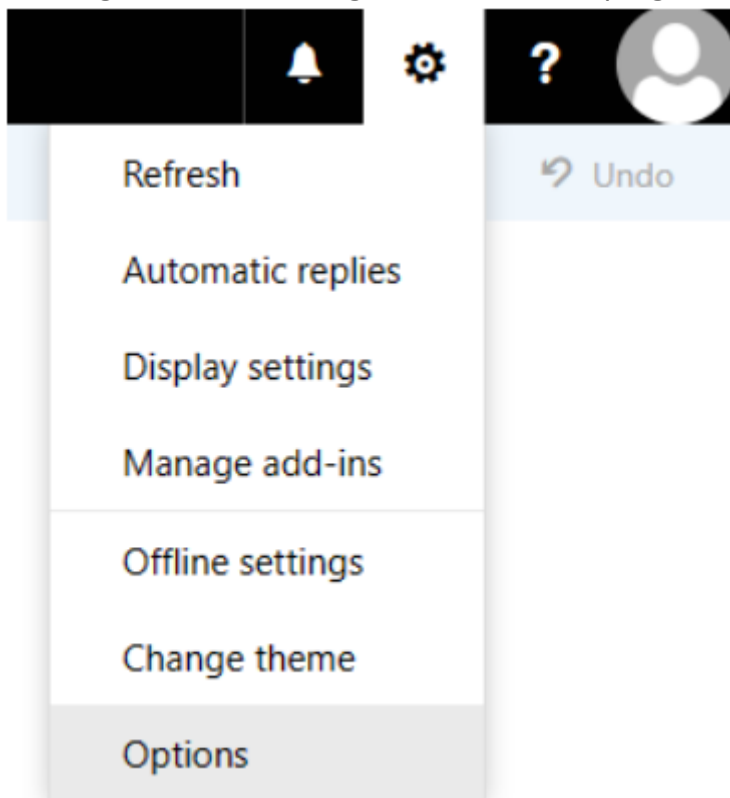 ?
Undo
Refresh
Automatic replies
Display settings
Manage add-ins
Offline settings
Change theme
Options